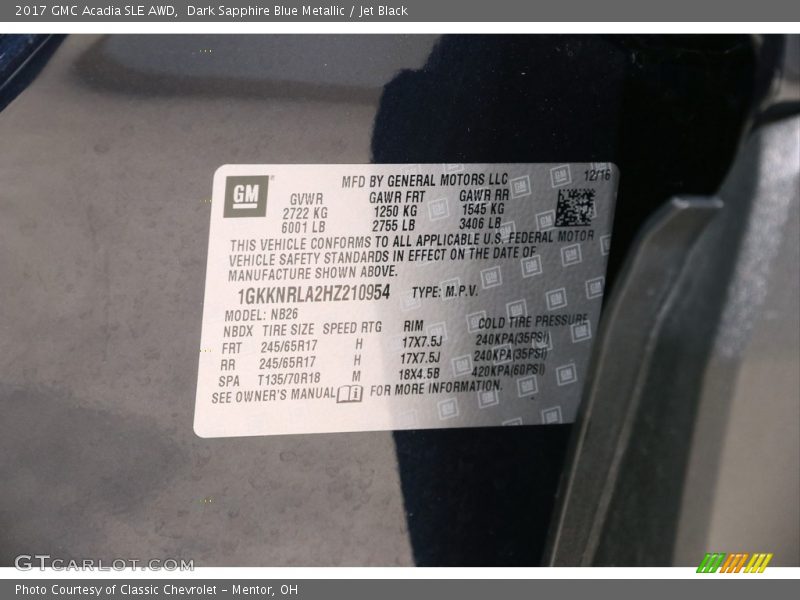 2017 GMC Acadia SLE AWD,  Dark Sapphire Blue Metallic / Jet Black
GM
MFD BY GENERAL MOTORS LLC 12/16
GVWR GAWR FRT GAWR RR
2722 KG 1250 KG 1545 KG
6001 LB 2755 LB 3406 LB
THIS VEHICLE CONFORMS TO ALL APPLICABLE U.S. FEDERAL MOTOR
VEHICLE SAFETY STANDARDS IN EFFECT ON THE DATE OF
MANUFACTURE SHOWN ABOVE.
1GKKNRLA2HZ210954 TYPE: M.P.V.
MODEL: NB26
NBDX TIRE SIZE SPEED RTG RIM COLD TIRE PRESSURE
FRT 245/65R17 H 17X7.5J 240KPA(35PSI)
RR 245/65R17 H 17X7.5J 240KPA(35PSI)
SPA T135/70R18 M 18X4.5B 420KPA(60PSI)
SEE OWNER'S MANUAL i FOR MORE INFORMATION.
GTCARLOT.COM
Photo Courtesy of Classic Chevrolet – Mentor, OH